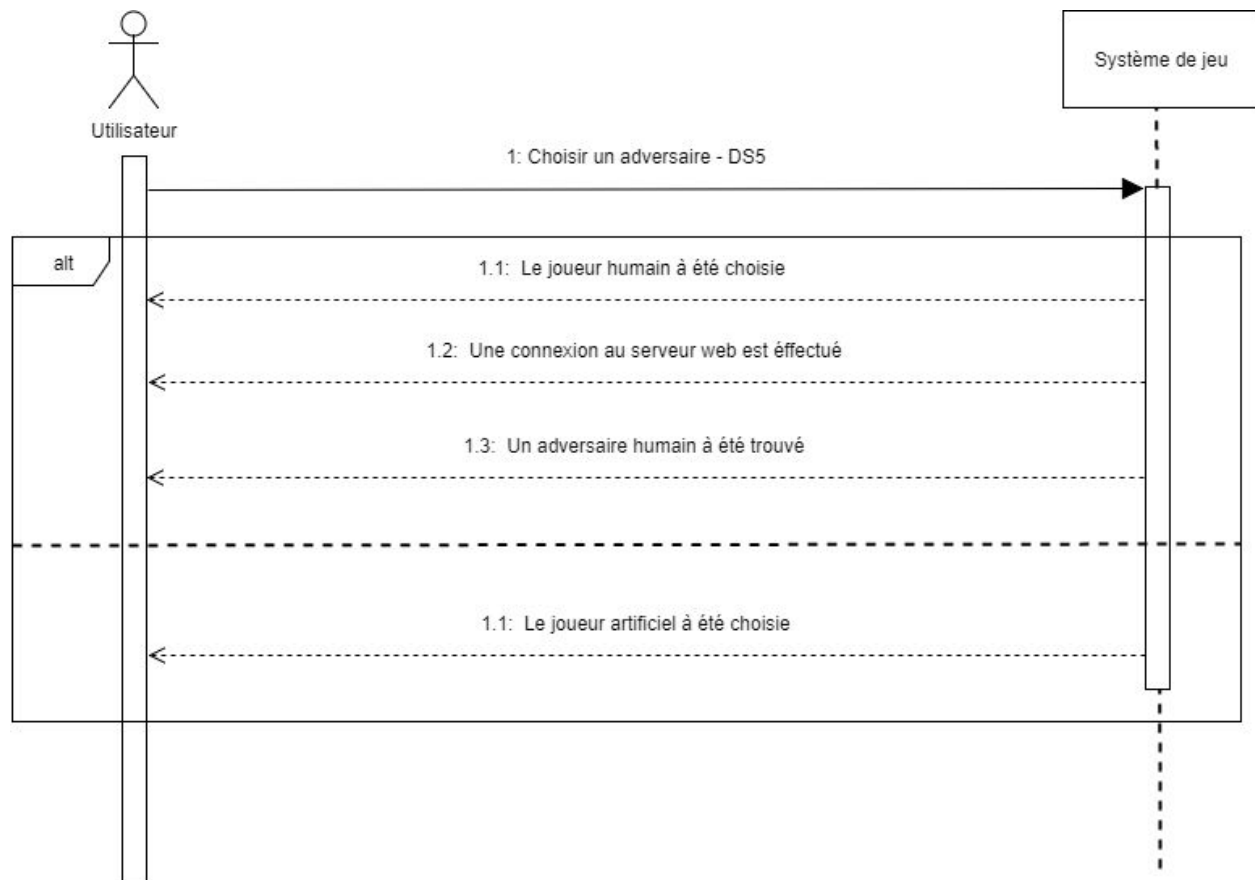 Système de jeu
Utilisateur
1: Choisir un adversaire - DS5
alt
1.1: Le joueur humain à été choisie
1.2: Une connexion au serveur web est éffectué
1.3: Un adversaire humain à été trouvé
1.1: Le joueur artificiel à été choisie